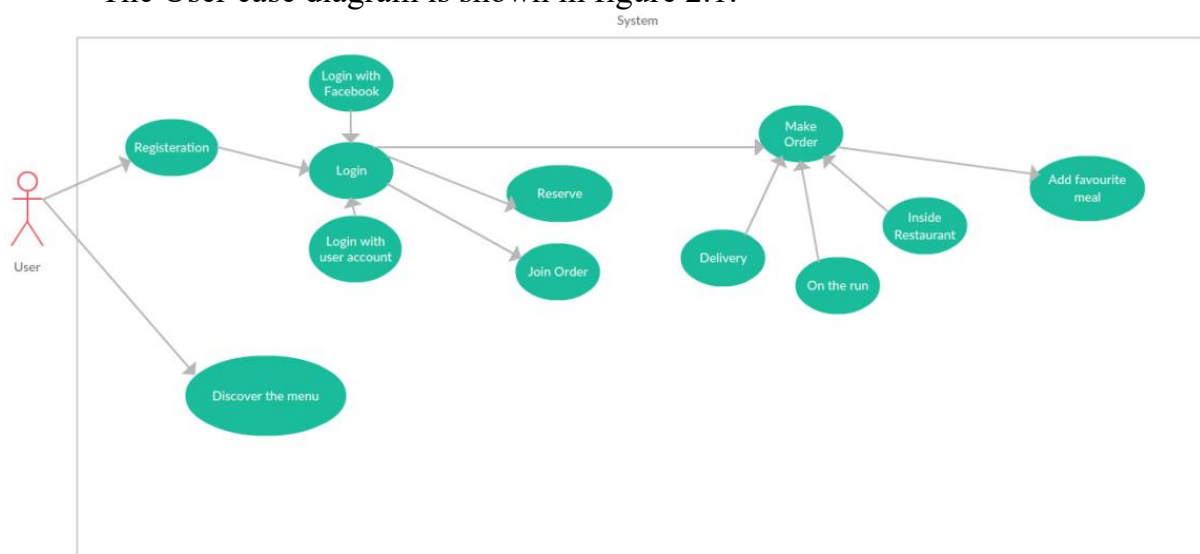 The User case diagram is shown in figure 2.1.
System
Login with
Facebook
Make
Order
Registeration
Login
Add favourite
meal
Reserve
Inside
Restaurant
Login with
user account
Delivery
User
Join Order
On the run
Discover the menu